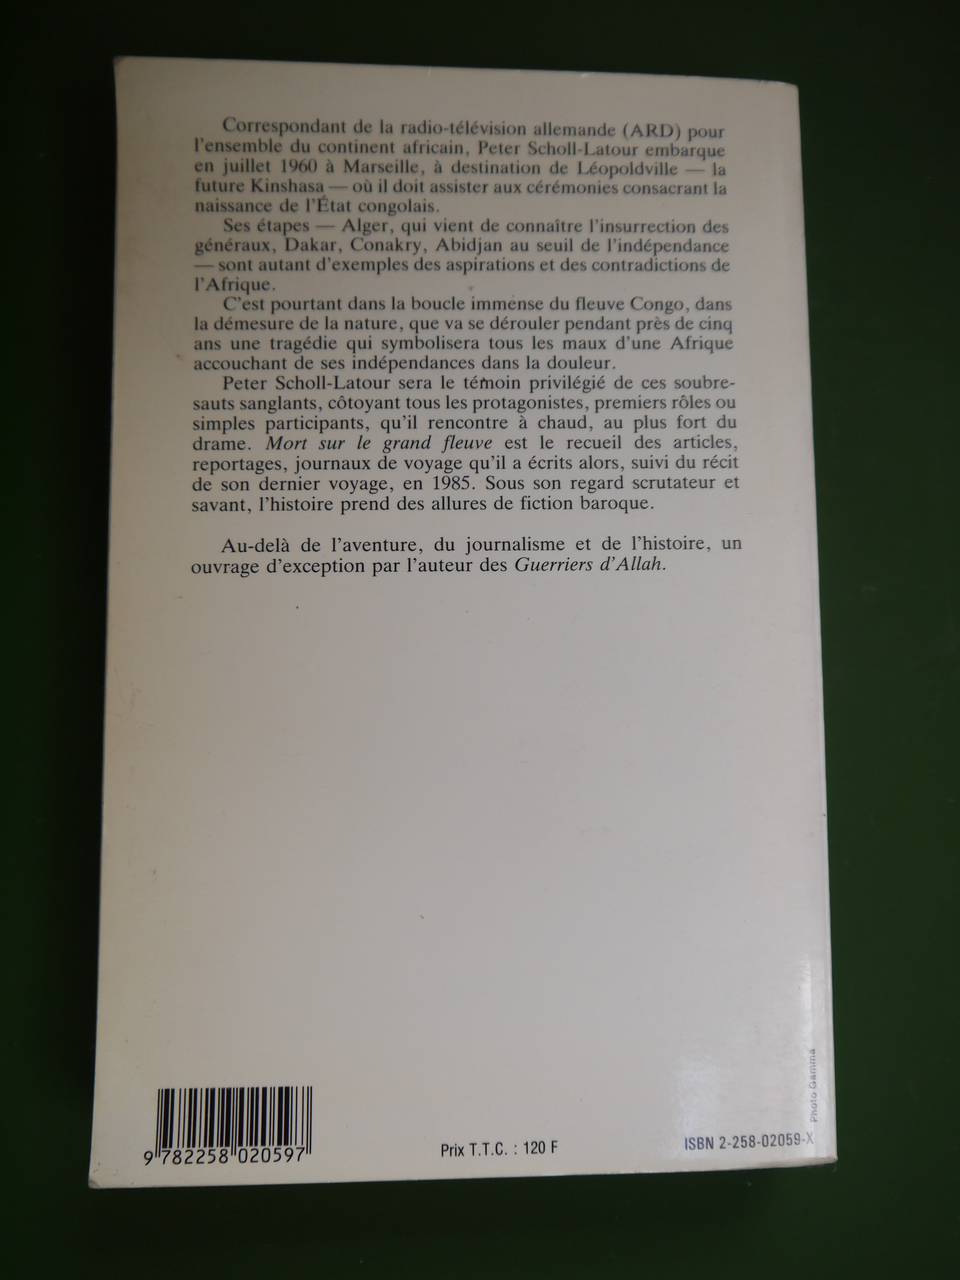 Correspondant de la radio-télévision allemande (ARD) pour
l'ensemble du continent africain, Peter Scholl-Latour embarque
en juillet 1960 à Marseille, à destination de Léopoldville — la
future Kinshasa — où il doit assister aux cérémonies consacrant la
naissance de l'État congolais.
Ses étapes — Alger, qui vient de connaître l'insurrection des
généraux, Dakar, Conakry, Abidjan au seuil de l'indépendance
— sont autant d'exemples des aspirations et des contradictions de
l'Afrique.
C'est pourtant dans la boucle immense du fleuve Congo, dans
la démesure de la nature, que va se dérouler pendant près de cinq
ans une tragédie qui symbolisera tous les maux d'une Afrique
accouchant de ses indépendances dans la douleur.
Peter Scholl-Latour sera le témoin privilégié de ces soubre-
sauts sanglants, côtoyant tous les protagonistes, premiers rôles ou
simples participants, qu'il rencontre à chaud, au plus fort du
drame. Mort sur le grand fleuve est le recueil des articles,
reportages, journaux de voyage qu'il a écrits alors, suivi du récit
de son dernier voyage, en 1985. Sous son regard scrutateur et
savant, l'histoire prend des allures de fiction baroque.
Au-delà de l'aventure, du journalisme et de l'histoire, un
ouvrage d'exception par l'auteur des Guerriers d'Allah.
Photo Gamma
9 782258 020597
Prix T.T.C. : 120 F
ISBN 2-258-02059-X